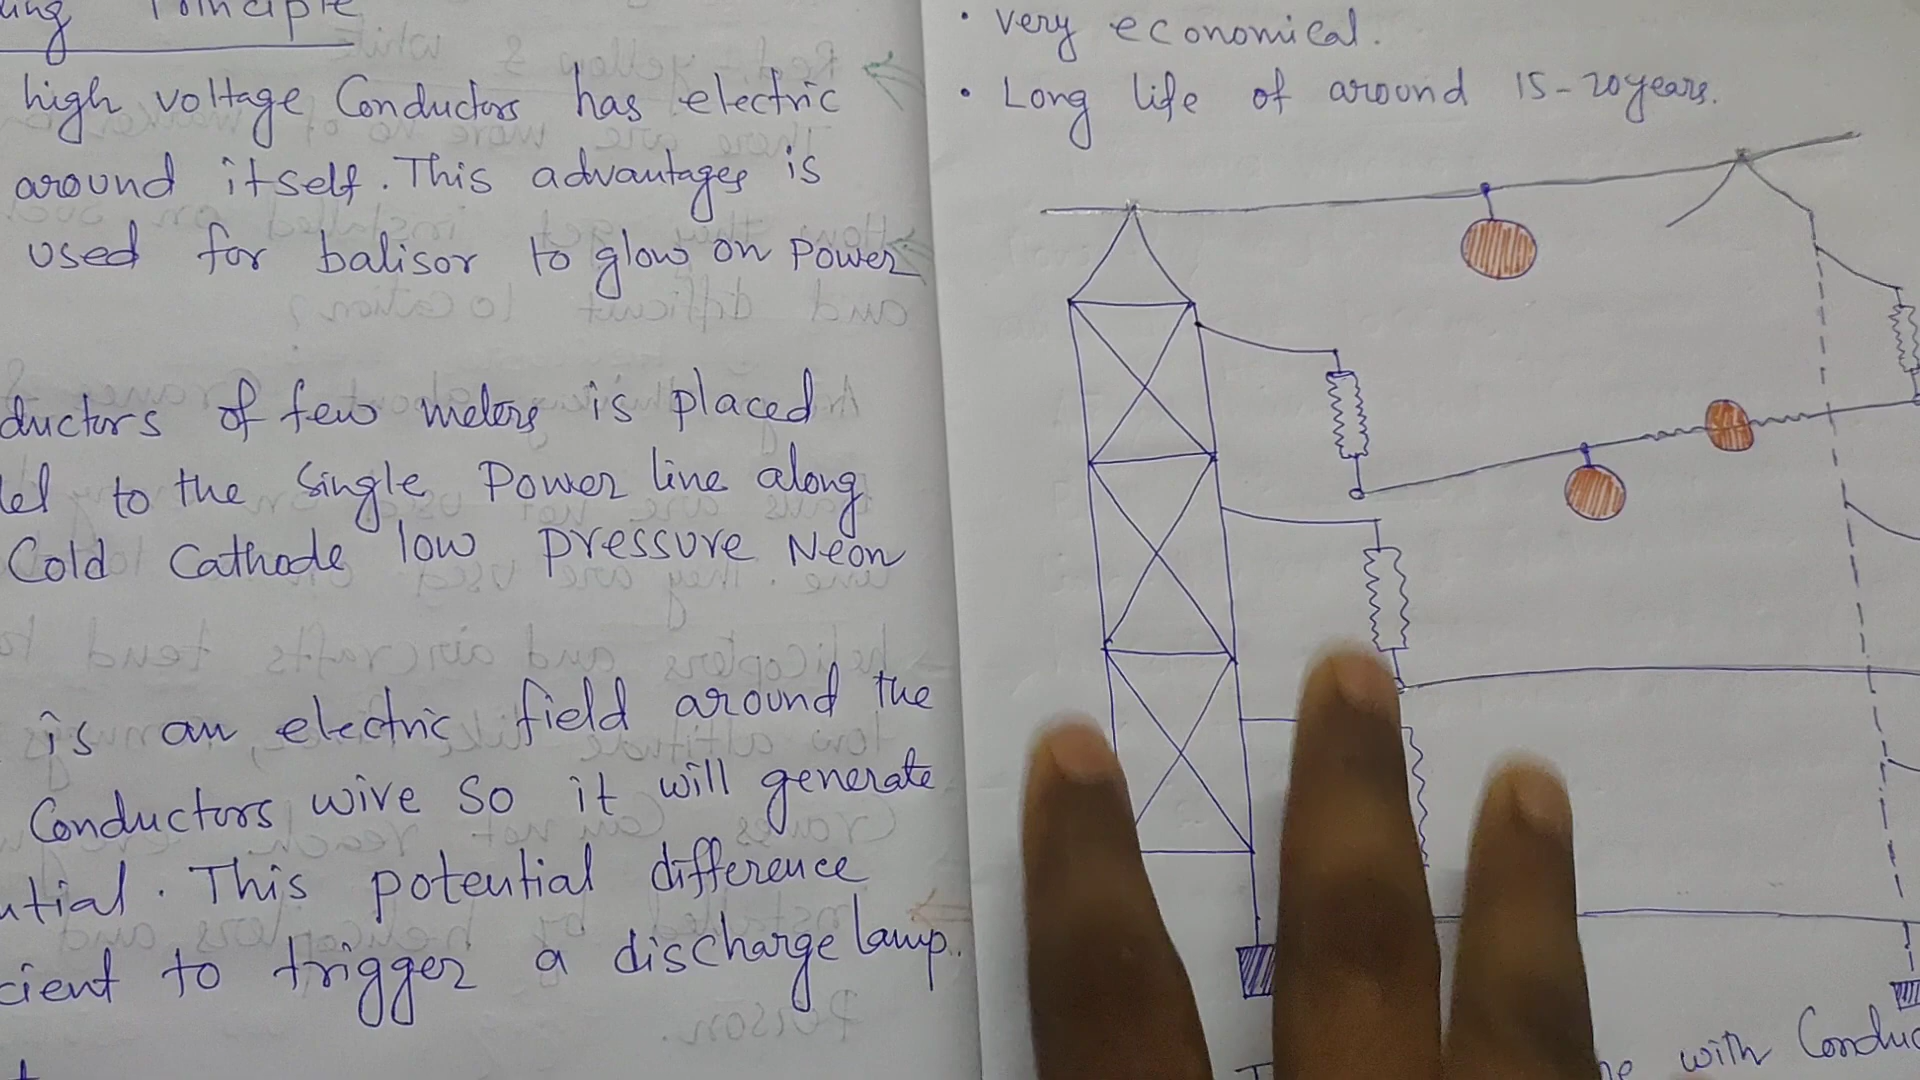 high voltage Conductors has electric
around itself. This advantages is
used for balisor to glow on Power
ductors of few meters is placed
lel to the single Power line along
Cold Cathode low pressure Neon
is an electric field around the
Conductors wire so it will generate
ntial. This potential difference
cient to trigger a discharge lamp.
• very economical.
• Long life of around 15-20years.
with Conduc